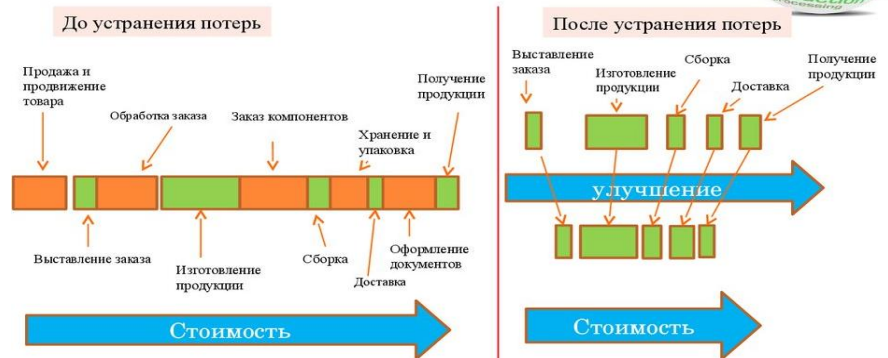 До устранения потерь
Продажа и
продвижение
товара
Обработка заказа
Заказ компонентов
Хранение и
упаковка
Получение
продукции
Выставление заказа
Изготовление
продукции
Сборка
Доставка
Оформление
документов
Стоимость
После устранения потерь
Выставление
заказа
Изготовление
продукции
Сборка
Доставка
Получение
продукции
улучшение
Стоимость
processing